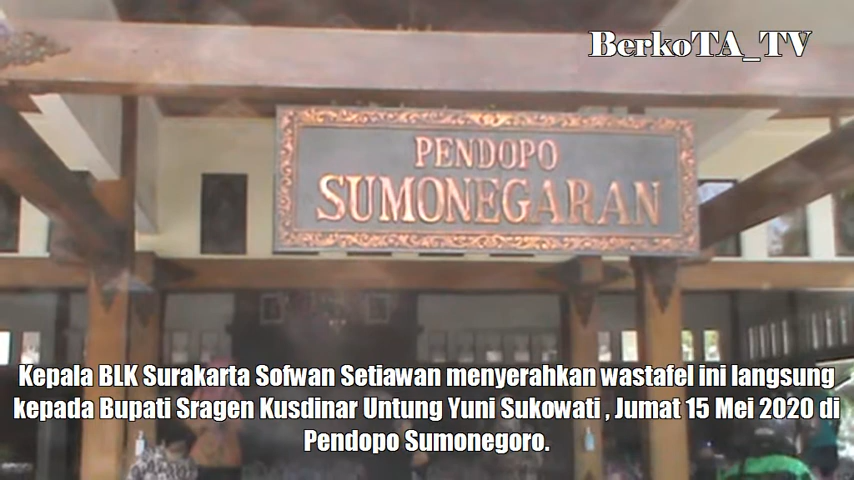 BerkoTA_TV
PENDOPO
SUMONEGARAN
Kepala BLK Surakarta Sofwan Setiawan menyerahkan wastafel ini langsung
kepada Bupati Sragen Kusdinar Untung Yuni Sukowati , Jumat 15 Mei 2020 di
Pendopo Sumonegoro.